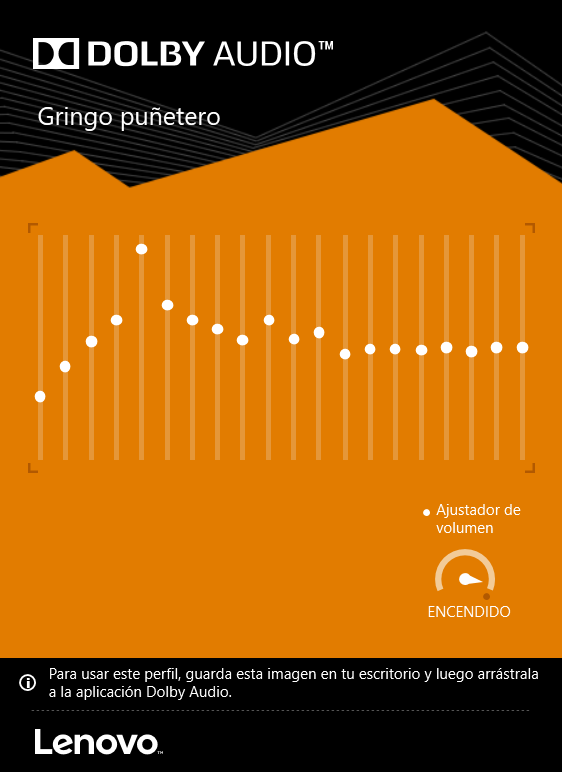 DOLBY AUDIO™
Gringo puñetero
Ajustador de
volumen
ENCENDIDO
Para usar este perfil, guarda esta imagen en tu escritorio y luego arrástrala
a la aplicación Dolby Audio.
Lenovo™